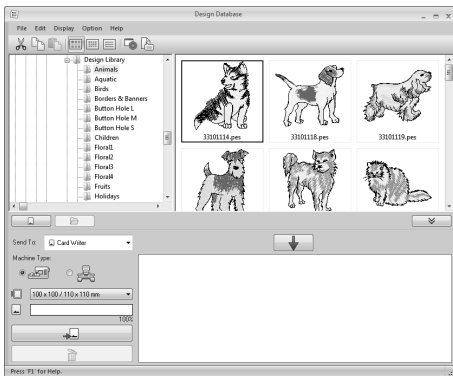 Design Database
File Edit Display Option Help
Design Library
Animals
Aquatic
Birds
Borders & Banners
Button Hole L
Button Hole M
Button Hole S
Children
Floral1
Floral2
Floral3
Floral4
Fruits
Holidays
33101114.pes 33101118.pes 33101119.pes
Send To: Card Writer
Machine Type:
100 x 100 / 110 x 110 mm
100%
Press 'F1' for Help.